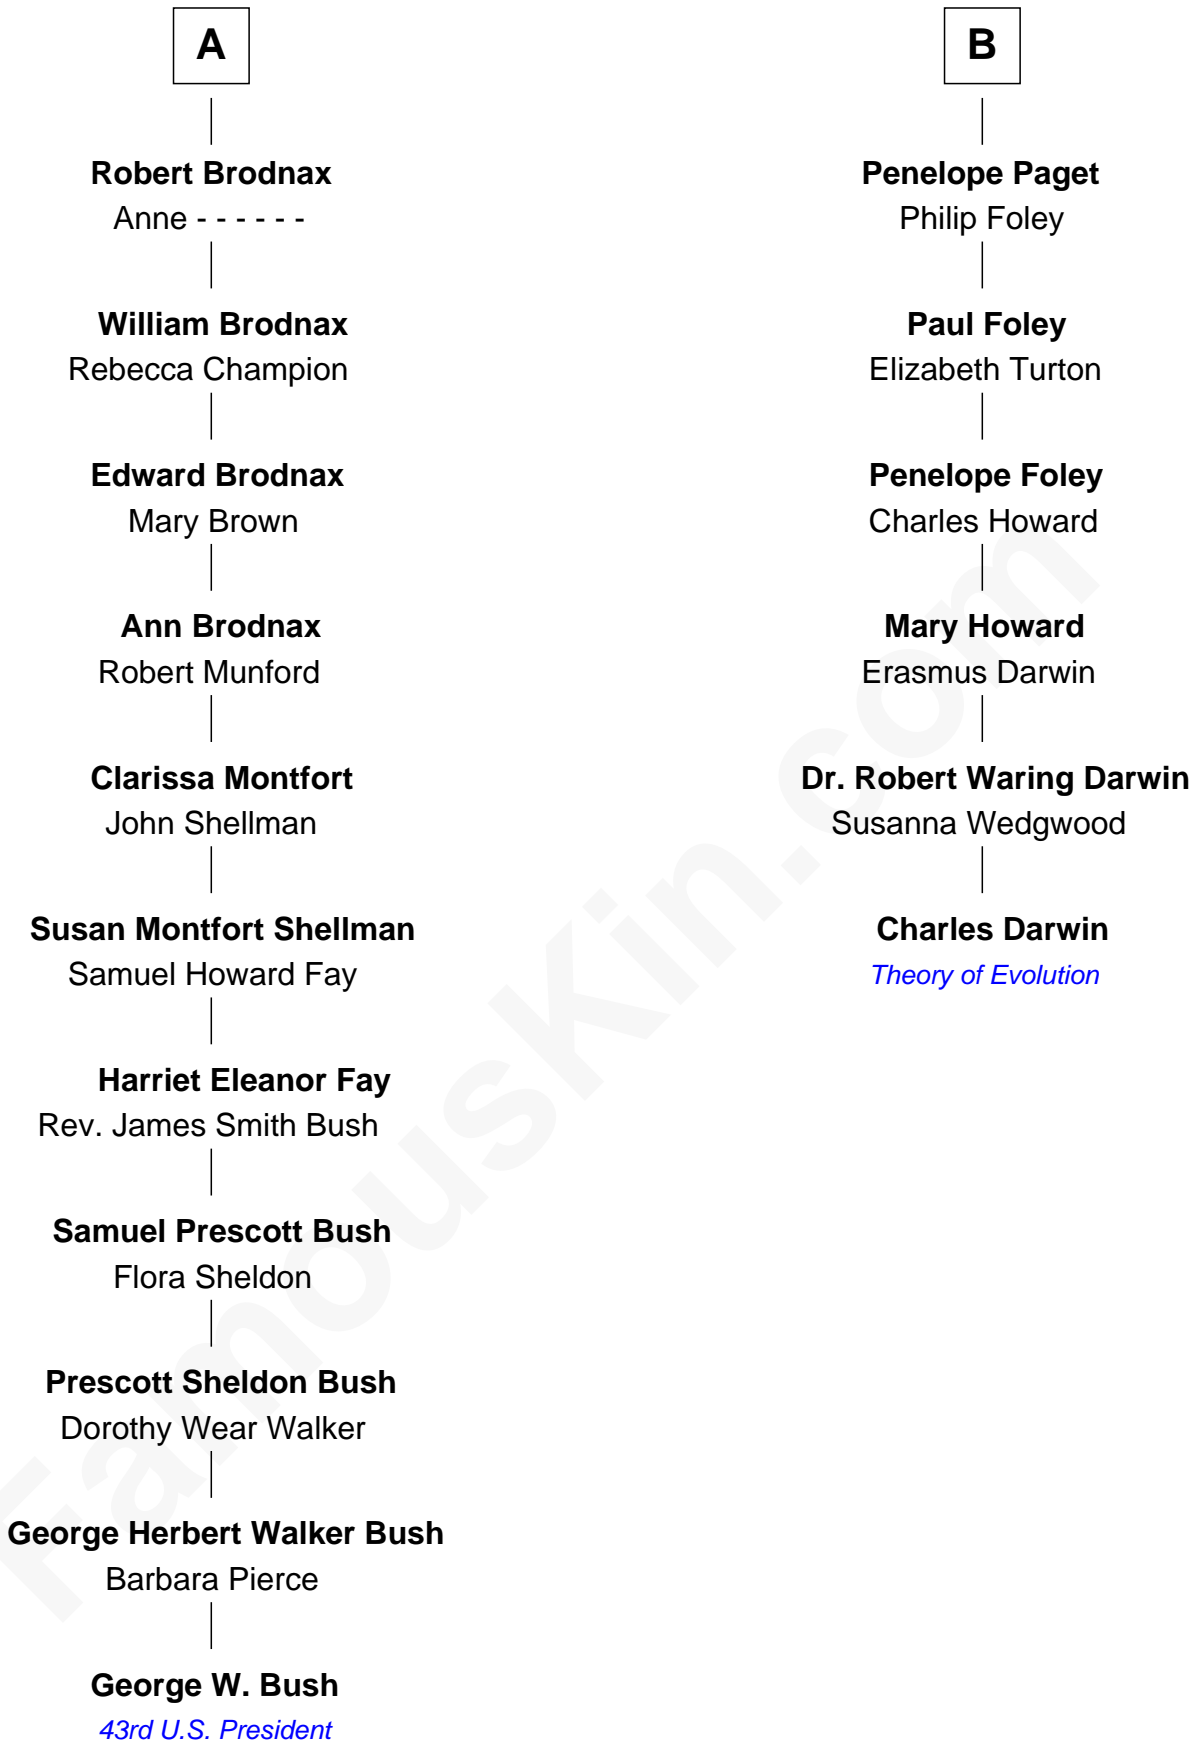 A
Robert Brodnax
Anne - - - - - -
William Brodnax
Rebecca Champion
Edward Brodnax
Mary Brown
Ann Brodnax
Robert Munford
Clarissa Montfort
John Shellman
Susan Montfort Shellman
Samuel Howard Fay
Harriet Eleanor Fay
Rev. James Smith Bush
Samuel Prescott Bush
Flora Sheldon
Prescott Sheldon Bush
Dorothy Wear Walker
George Herbert Walker Bush
Barbara Pierce
George W. Bush
43rd U.S. President
B
Penelope Paget
Philip Foley
Paul Foley
Elizabeth Turton
Penelope Foley
Charles Howard
Mary Howard
Erasmus Darwin
Dr. Robert Waring Darwin
Susanna Wedgwood
Charles Darwin
Theory of Evolution
FamousKin.com